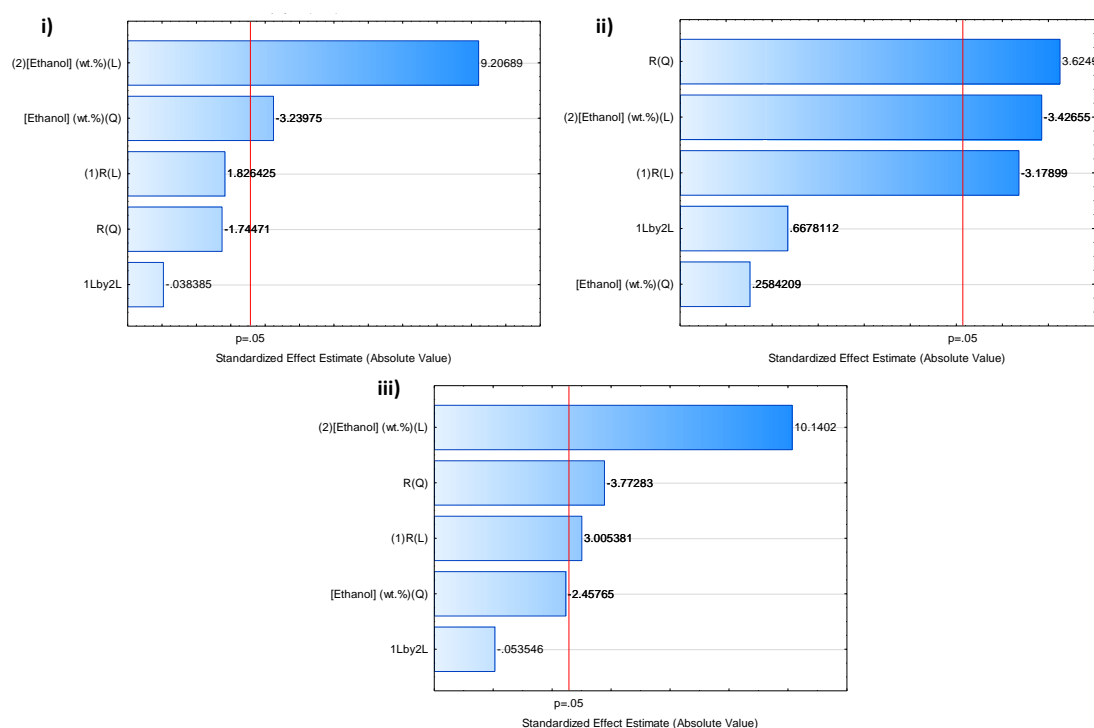 i)
(2)[Ethanol] (wt.%)(L)
9.20689
[Ethanol] (wt.%)(Q)
-3.23975
(1)R(L)
1.826425
R(Q)
-1.74471
1Lby2L
-.038385
p=.05
Standardized Effect Estimate (Absolute Value)
ii)
R(Q)
3.6249
(2)[Ethanol] (wt.%)(L)
-3.42655
(1)R(L)
-3.17899
1Lby2L
.6678112
[Ethanol] (wt.%)(Q)
.2584209
p=.05
Standardized Effect Estimate (Absolute Value)
iii)
(2)[Ethanol] (wt.%)(L)
10.1402
R(Q)
-3.77283
(1)R(L)
3.005381
[Ethanol] (wt.%)(Q)
-2.45765
1Lby2L
-.053546
p=.05
Standardized Effect Estimate (Absolute Value)